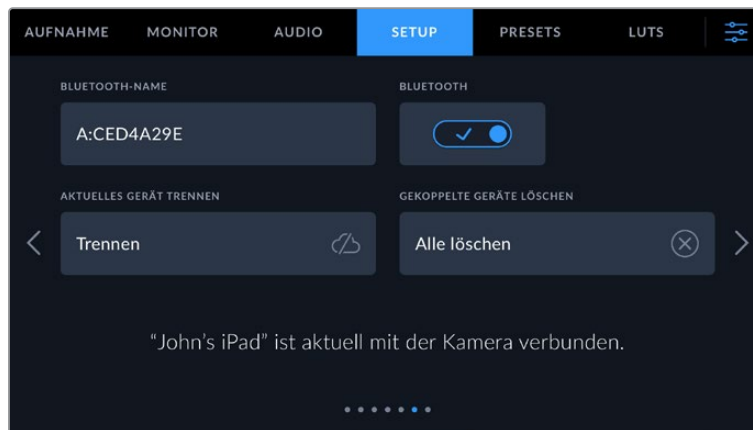 AUFNAHME MONITOR AUDIO SETUP PRESETS LUTS
BLUETOOTH-NAME BLUETOOTH
A:CED4A29E
AKTUELLES GERÄT TRENNEN GEKOPPELTE GERÄTE LÖSCHEN
Trennen Alle löschen
“John’s iPad” ist aktuell mit der Kamera verbunden.